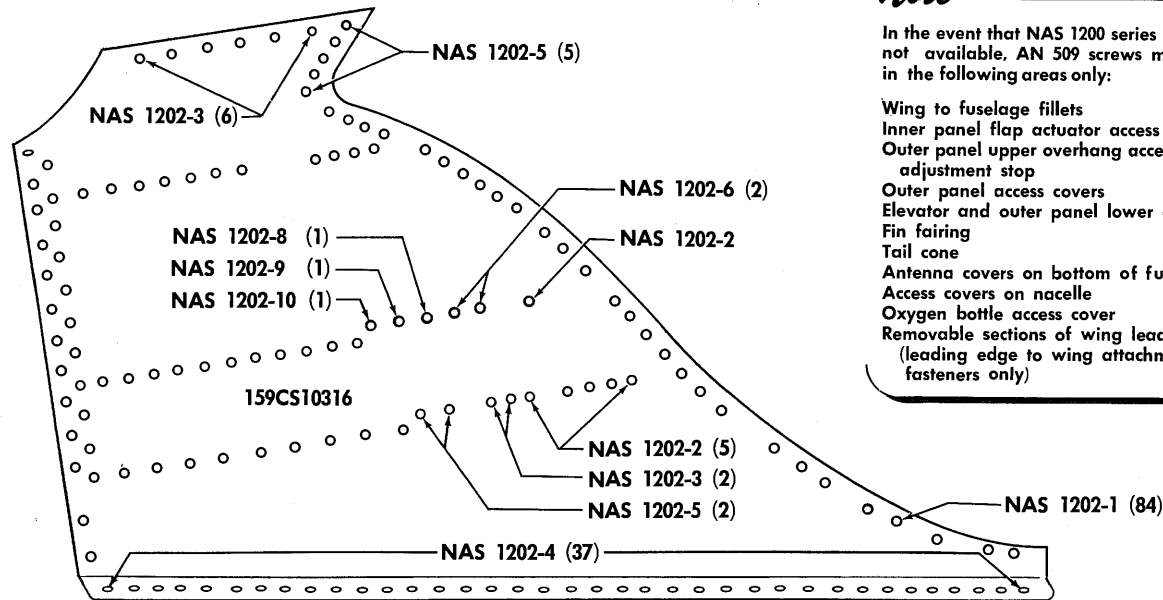 NAS 1202-5 (5)
NAS 1202-3 (6)
NAS 1202-6 (2)
NAS 1202-2
NAS 1202-8 (1)
NAS 1202-9 (1)
NAS 1202-10 (1)
159CS10316
NAS 1202-2 (5)
NAS 1202-3 (2)
NAS 1202-5 (2)
NAS 1202-1 (84)
NAS 1202-4 (37)
In the event that NAS 1200 series
not available, AN 509 screws m
in the following areas only:
Wing to fuselage fillets
Inner panel flap actuator access
Outer panel upper overhang acce
adjustment stop
Outer panel access covers
Elevator and outer panel lower
Fin fairing
Tail cone
Antenna covers on bottom of fu
Access covers on nacelle
Oxygen bottle access cover
Removable sections of wing lead
(leading edge to wing attachm
fasteners only)